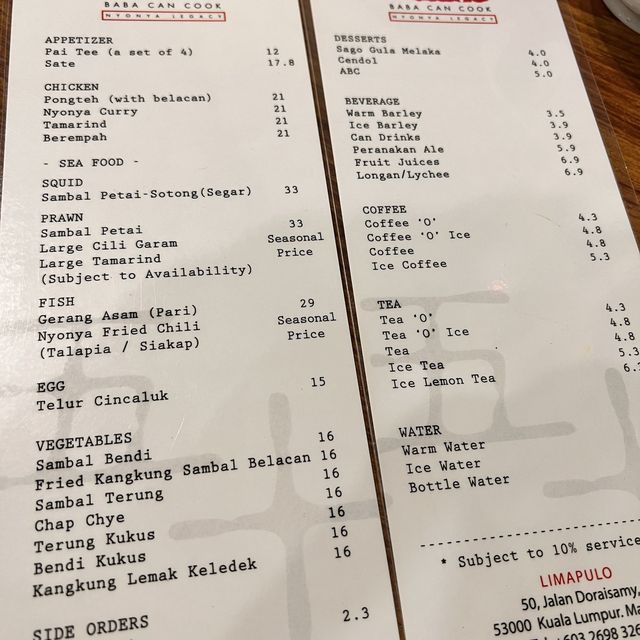 BABA CAN COOK
NYONYA LEGACY
APPETIZER
Pai Tee (a set of 4) 12
Sate 17.8
CHICKEN
Pongteh (with belacan) 21
Nyonya Curry 21
Tamarind 21
Berempah 21
- SEA FOOD -
SQUID
Sambal Petai-Sotong(Segar) 33
PRAWN
Sambal Petai 33
Large Cili Garam Seasonal
Large Tamarind Price
(Subject to Availability)
FISH
Gerang Asam (Pari) 29
Nyonya Fried Chili Seasonal
(Talapia / Siakap) Price
EGG
Telur Cincaluk 15
VEGETABLES
Sambal Bendi 16
Fried Kangkung Sambal Belacan 16
Sambal Terung 16
Chap Chye 16
Terung Kukus 16
Bendi Kukus 16
Kangkung Lemak Keledek 16
SIDE ORDERS
2.3
BABA CAN COOK
NYONYA LEGACY
DESSERTS
Sago Gula Melaka 4.0
Cendol 4.0
ABC 5.0
BEVERAGE
Warm Barley 3.5
Ice Barley 3.9
Can Drinks 3.9
Peranakan Ale 5.9
Fruit Juices 6.9
Longan/Lychee 6.9
COFFEE
Coffee 'O' 4.3
Coffee 'O' Ice 4.8
Coffee 4.8
Ice Coffee 5.3
TEA
Tea 'O' 4.3
Tea 'O' Ice 4.8
Tea 4.8
Ice Tea 5.3
Ice Lemon Tea 6.
WATER
Warm Water
Ice Water
Bottle Water
* Subject to 10% service
LIMAPULO
50, Jalan Doraisamy,
53000 Kuala Lumpur. Ma
603 2698 326